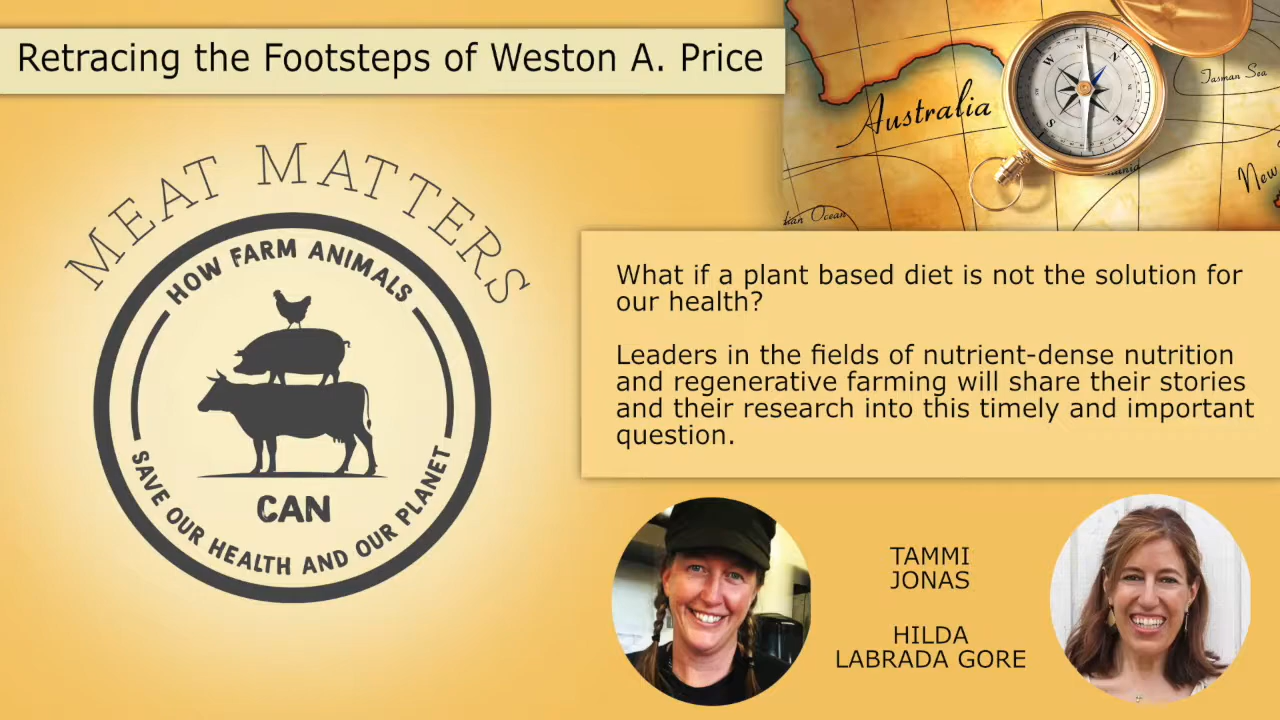 Retracing the Footsteps of Weston A. Price
Australia
Tasman Sea
New
Ocean
W
N
S
E
MEAT MATTERS
HOW FARM ANIMALS
CAN
SAVE OUR HEALTH AND OUR PLANET
What if a plant based diet is not the solution for
our health?
Leaders in the fields of nutrient-dense nutrition
and regenerative farming will share their stories
and their research into this timely and important
question.
TAMMI
JONAS
HILDA
LABRADA GORE